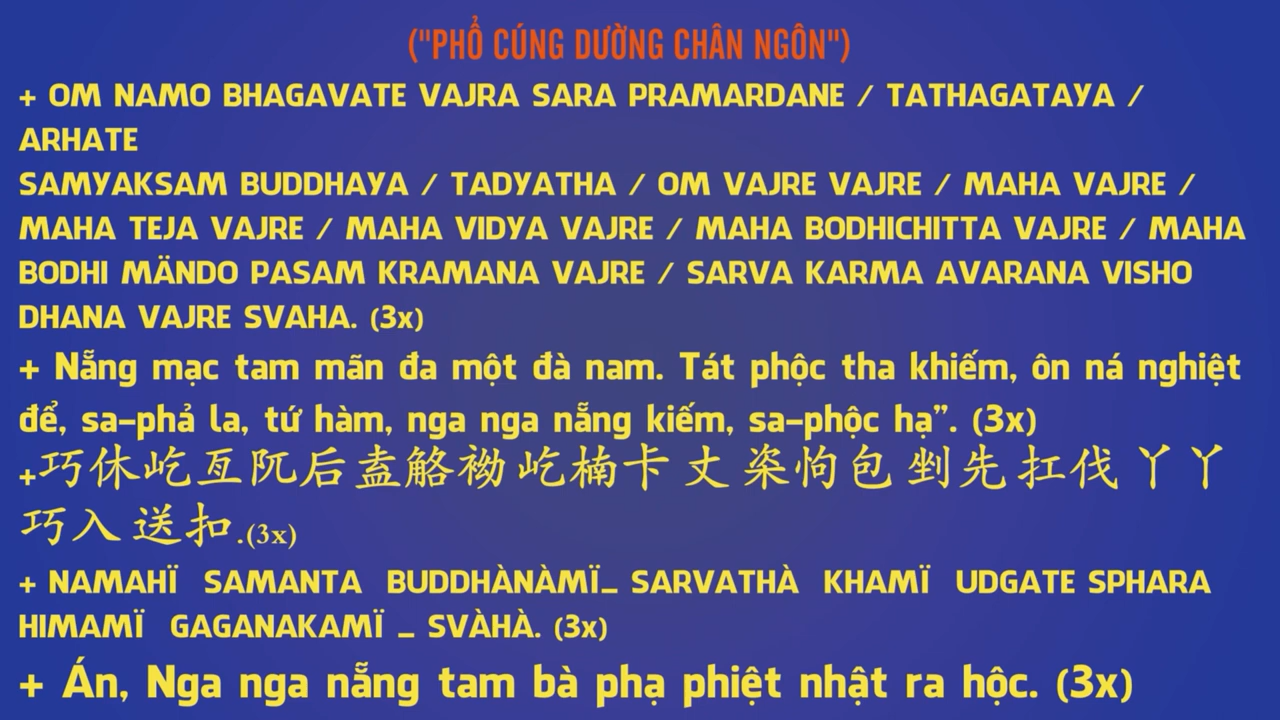 ("PHỔ CÚNG DƯỜNG CHÂN NGÔN")
+ OM NAMO BHAGAVATE VAJRA SARA PRAMARDANE / TATHAGATAYA /
ARHATE
SAMYAKSAM BUDDHAYA / TADYATHA / OM VAJRE VAJRE / MAHA VAJRE /
MAHA TEJA VAJRE / MAHA VIDYA VAJRE / MAHA BODHICHITTA VAJRE / MAHA
BODHI MÄNDO PASAM KRAMANA VAJRE / SARVA KARMA AVARANA VISHO
DHANA VAJRE SVAHA. (3x)
+ Nẵng mạc tam mãn đa một đà nam. Tát phộc tha khiếm, ôn ná nghiệt
để, sa-phả la, tứ hàm, nga nga nẵng kiếm, sa-phộc hạ”. (3x)
+巧休屹亙阢后盍觡袎屹楠卡丈 粢怐包 剉先 扛伐 丫丫
巧入 送扣.(3x)
+ NAMAHÏ SAMANTA BUDDHÀNÀMÏ_ SARVATHÀ KHAMÏ UDGATE SPHARA
HIMAMÏ GAGANAKAMÏ _ SVÀHÀ. (3x)
+ Án, Nga nga nẵng tam bà phạ phiệt nhật ra hộc. (3x)